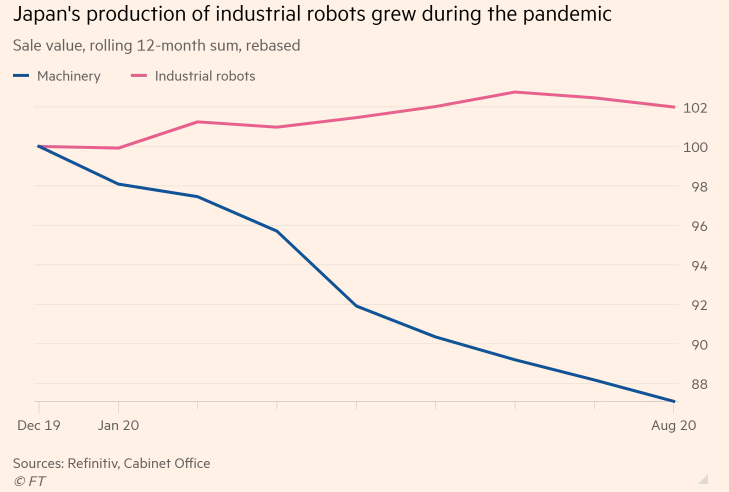 Japan's production of industrial robots grew during the pandemic
Sale value, rolling 12-month sum, rebased
Machinery Industrial robots
102
100
98
96
94
92
90
88
Dec 19 Jan 20 Aug 20
Sources: Refinitiv, Cabinet Office
© FT